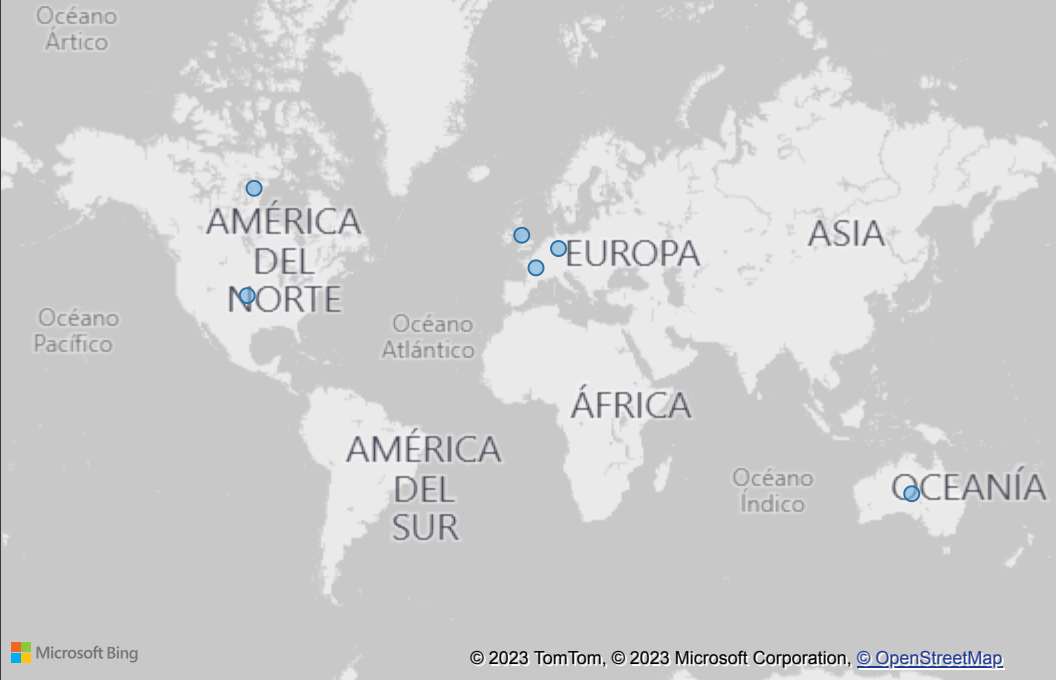 Océano
Ártico
AMÉRICA
DEL
NORTE
EUROPA
ASIA
Océano
Pacífico
Océano
Atlántico
ÁFRICA
AMÉRICA
DEL
SUR
Océano
Índico
OCEANÍA
Microsoft Bing
© 2023 TomTom, © 2023 Microsoft Corporation, © OpenStreetMap